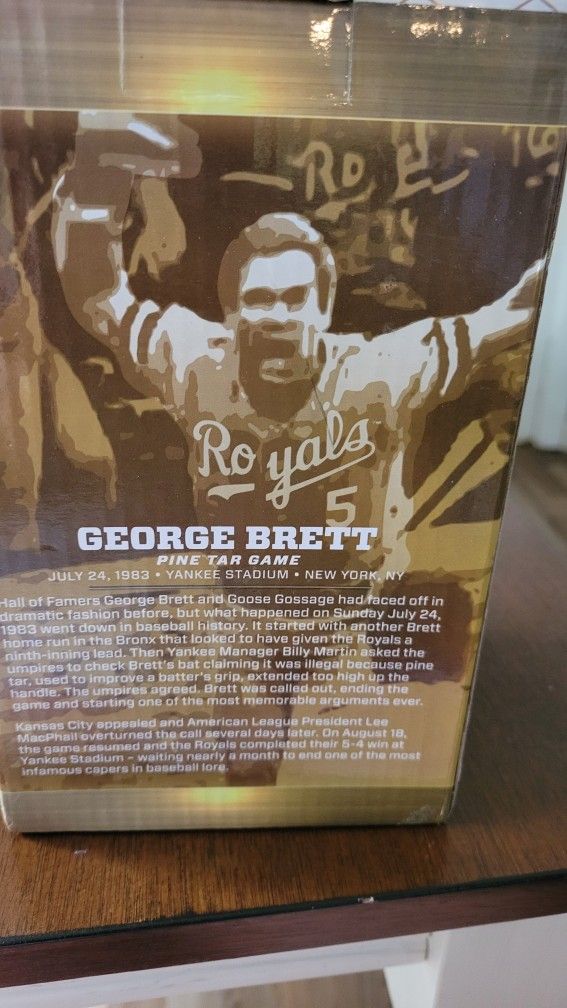 Ro E
Royals
5
GEORGE BRETT
PINE TAR GAME
JULY 24, 1983 • YANKEE STADIUM • NEW YORK, NY
Hall of Famers George Brett and Goose Gossage had faced off in
dramatic fashion before, but what happened on Sunday July 24,
1983 went down in baseball history. It started with another Brett
home run in the Bronx that looked to have given the Royals a
ninth-inning lead. Then Yankee Manager Billy Martin asked the
umpires to check Brett's bat claiming it was illegal because pine
tar, used to improve a batter's grip, extended too high up the
handle. The umpires agreed. Brett was called out, ending the
game and starting one of the most memorable arguments ever.
Kansas City appealed and American League President Lee
MacPhail overturned the call several days later. On August 18,
the game resumed and the Royals completed their 5-4 win at
Yankee Stadium - waiting nearly a month to end one of the most
infamous capers in baseball lore.